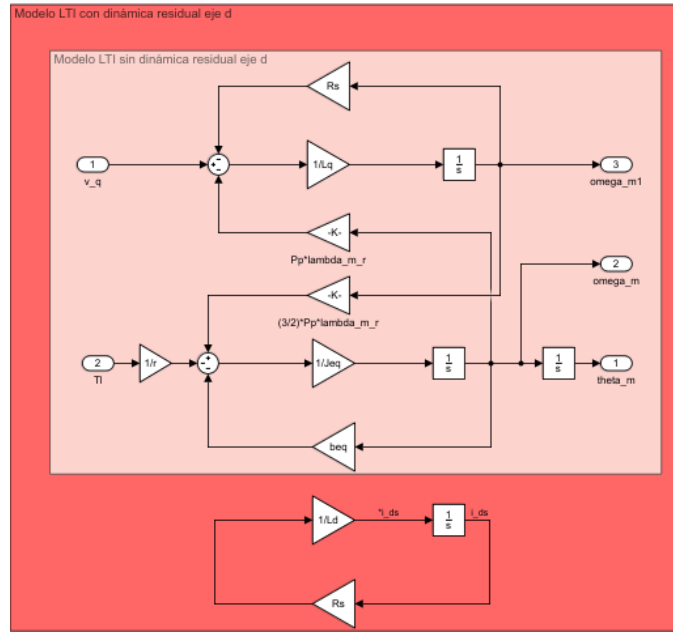 Modelo LTI con dinámica residual eje d
Modelo LTI sin dinámica residual eje d
Rs
1
v_q
1/Lq
1
s
3
omega_m1
-K-
Pp*lambda_m_r
2
omega_m
-K-
(3/2)*Pp*lambda_m_r
2
Tl
1/r
1/Jeq
1
s
1
s
1
theta_m
beq
1/Ld
*i_ds
1
s
i_ds
Rs